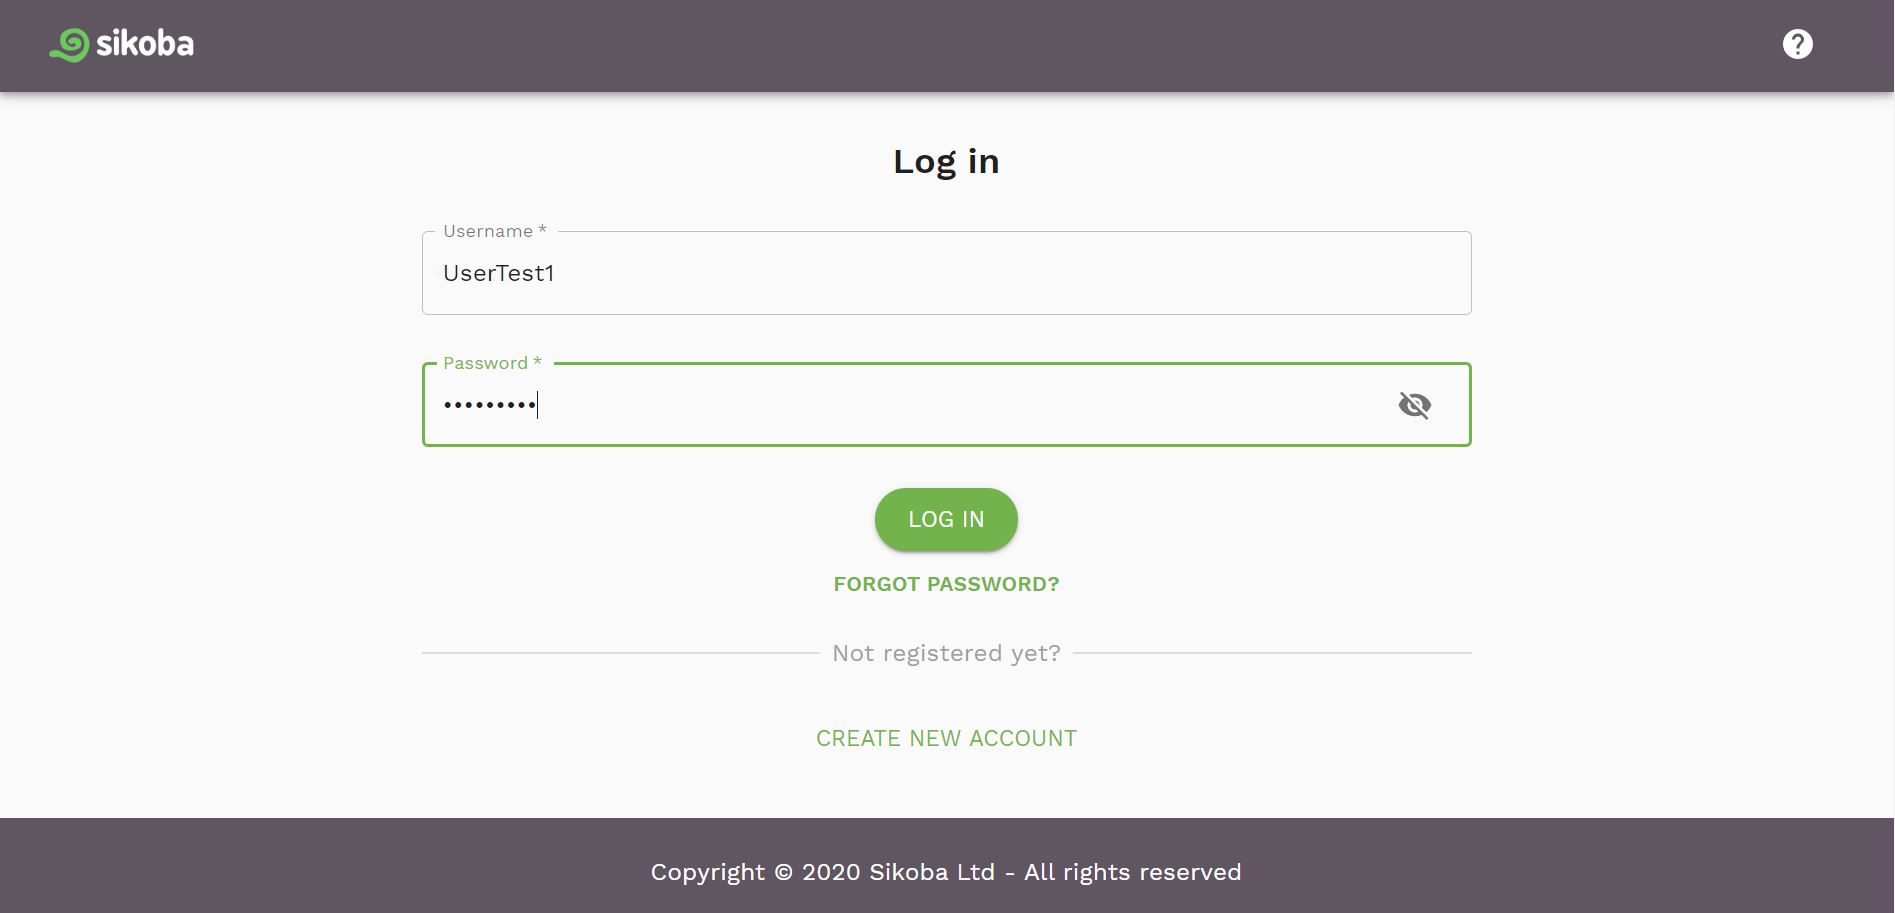 sikoba
Log in
Username *
UserTest1
Password *
•••••••••
LOG IN
FORGOT PASSWORD?
Not registered yet?
CREATE NEW ACCOUNT
Copyright © 2020 Sikoba Ltd - All rights reserved